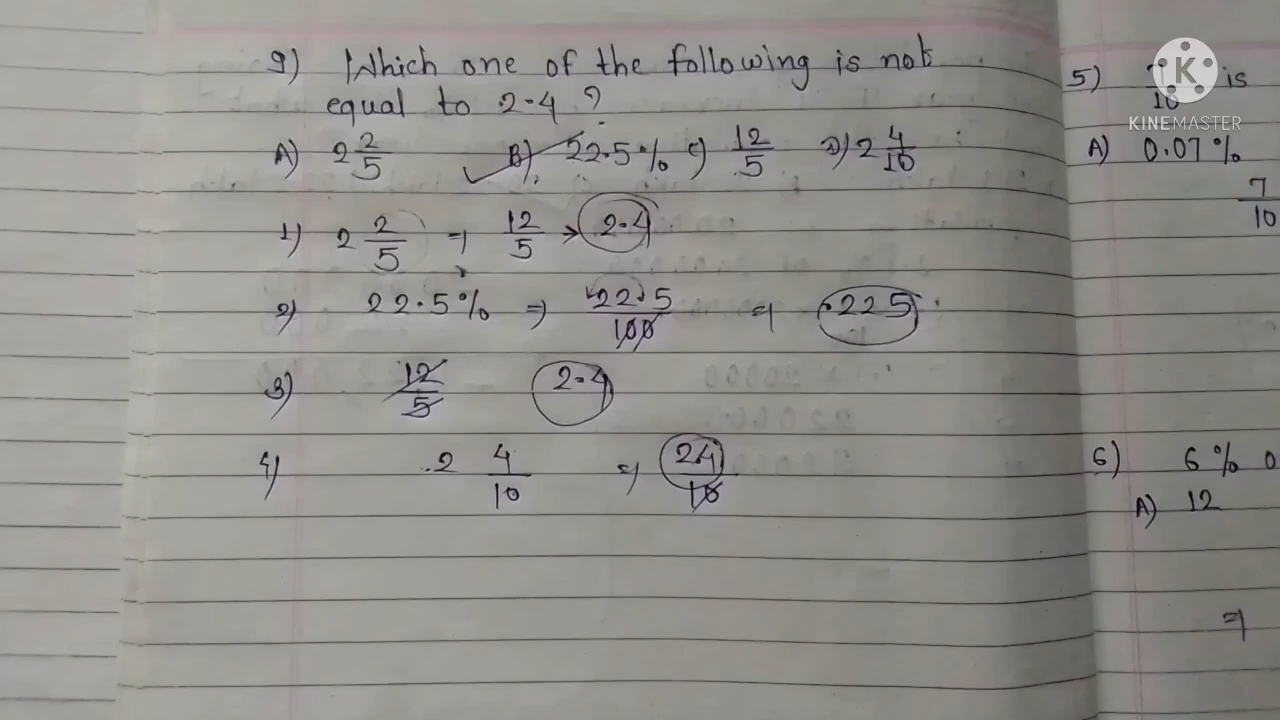 9) Which one of the following is not
equal to 2.4 ?
A) 2 2/5 B) 22.5% C) 12/5 D) 2 4/10
1) 2 2/5 ⇒ 12/5 → 2.4
2) 22.5% ⇒ 22.5/100 ⇒ .225
3) 12/5 2.4
4) 2 4/10 ⇒ 24/10
5) 7/10 is
A) 0.07%
7/10
6) 6% o
A) 12
⇒
K
KINEMASTER